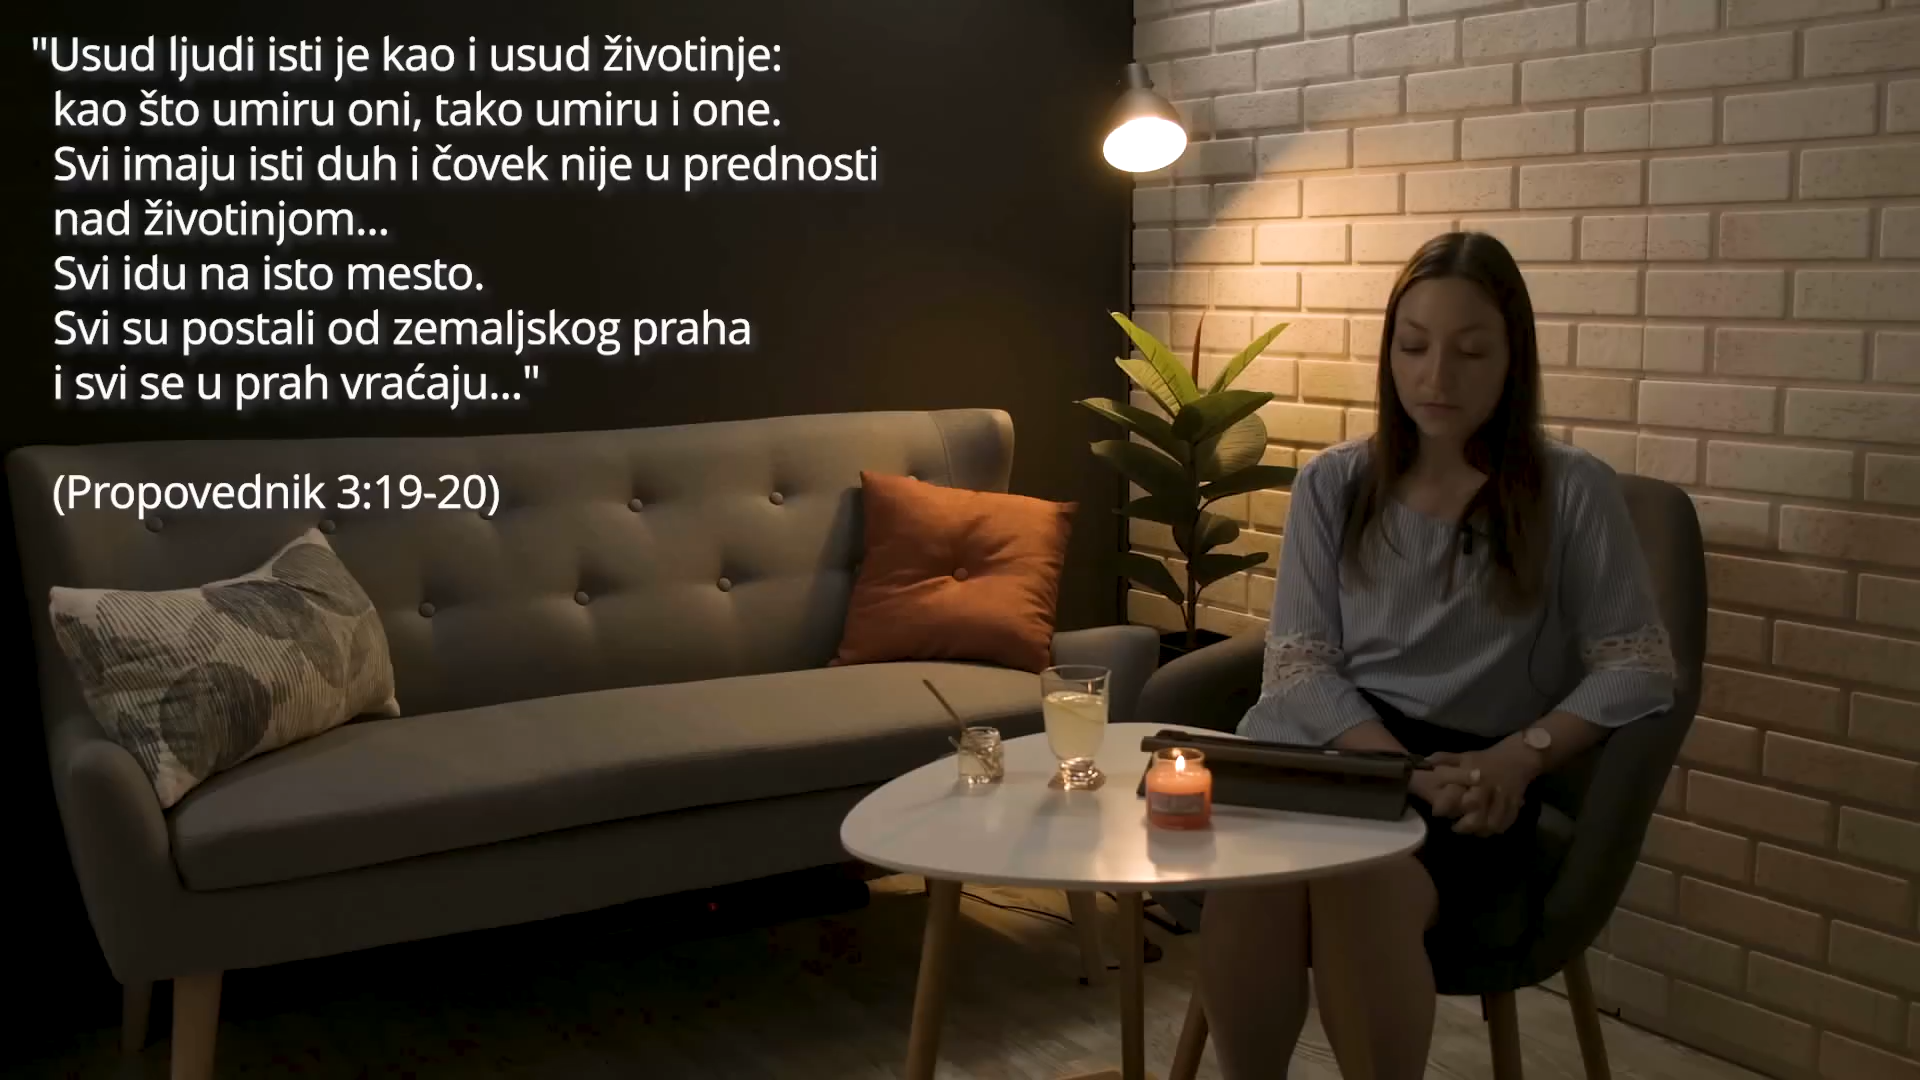 "Usud ljudi isti je kao i usud životinje:
kao što umiru oni, tako umiru i one.
Svi imaju isti duh i čovek nije u prednosti
nad životinjom...
Svi idu na isto mesto.
Svi su postali od zemaljskog praha
i svi se u prah vraćaju..."
(Propovednik 3:19-20)